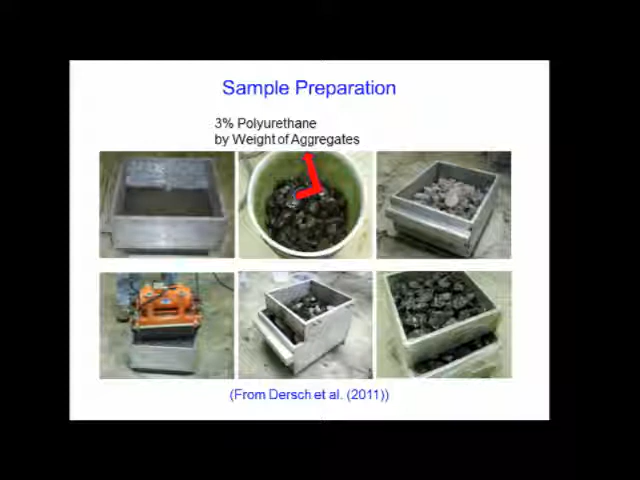 Sample Preparation
3% Polyurethane
by Weight of Aggregates
(From Dersch et al. (2011))